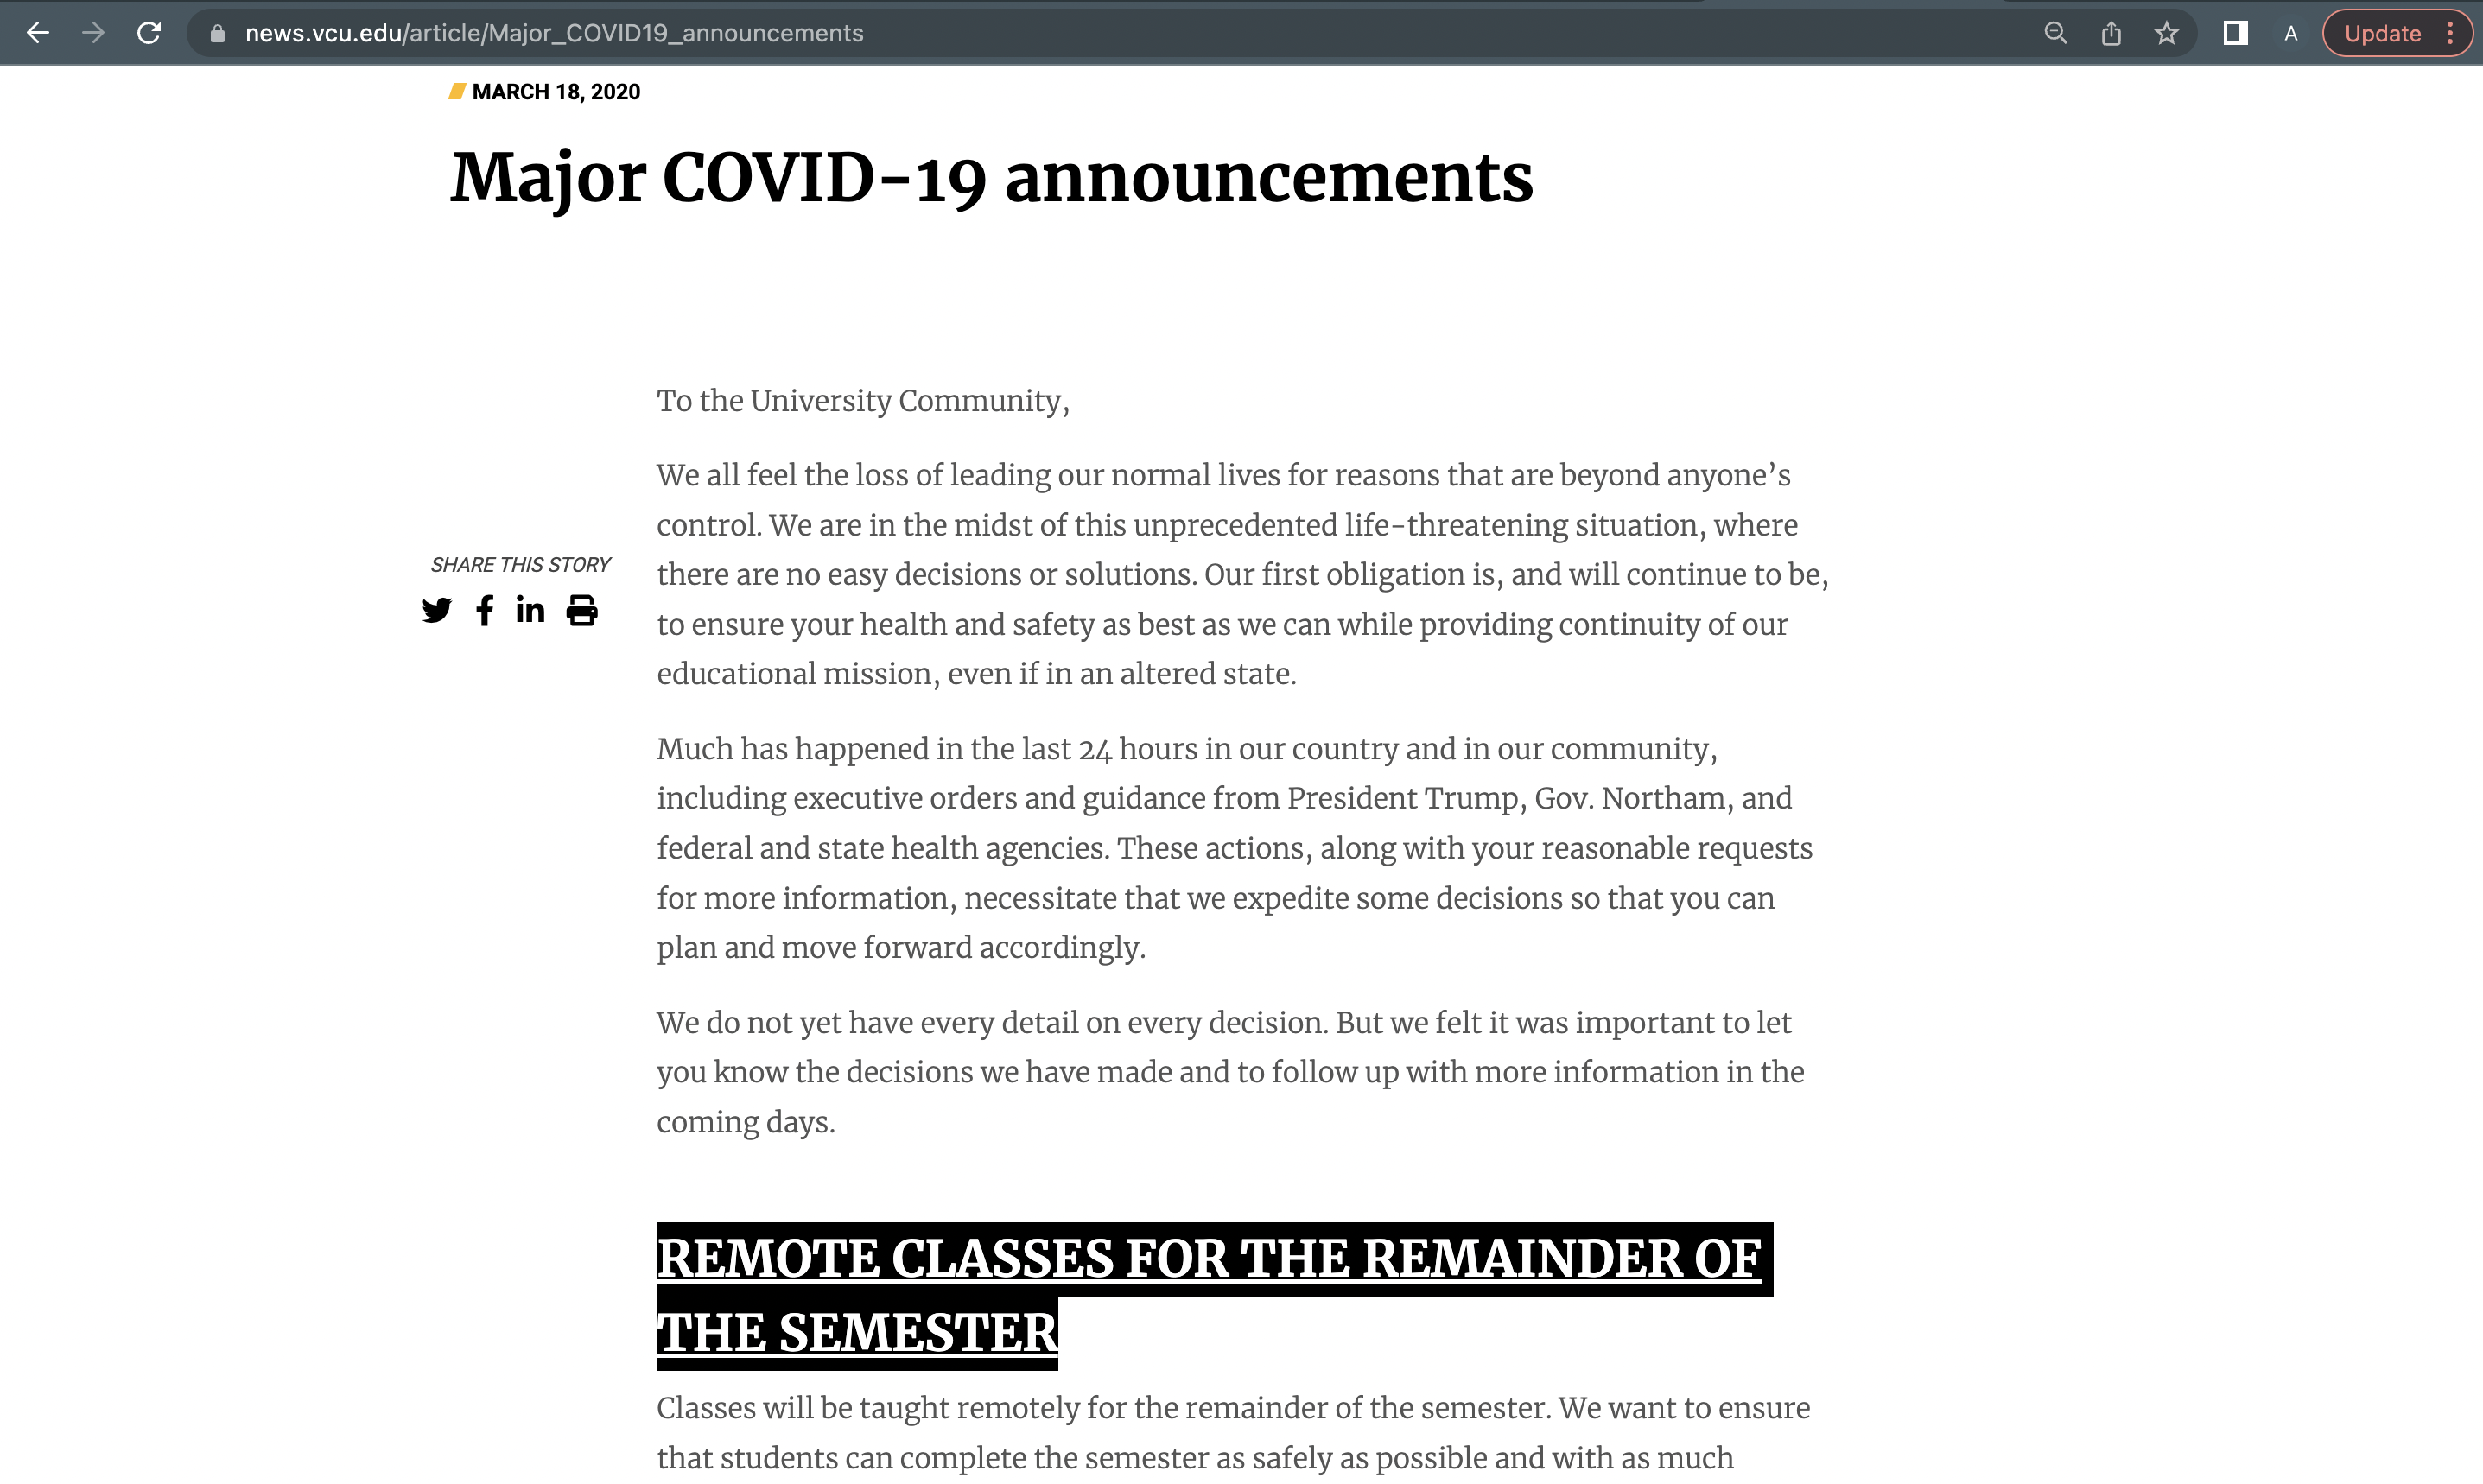 news.vcu.edu/article/Major_COVID19_announcements
A
Update
MARCH 18, 2020
Major COVID-19 announcements
To the University Community,
We all feel the loss of leading our normal lives for reasons that are beyond anyone’s
control. We are in the midst of this unprecedented life-threatening situation, where
there are no easy decisions or solutions. Our first obligation is, and will continue to be,
to ensure your health and safety as best as we can while providing continuity of our
educational mission, even if in an altered state.
SHARE THIS STORY
Much has happened in the last 24 hours in our country and in our community,
including executive orders and guidance from President Trump, Gov. Northam, and
federal and state health agencies. These actions, along with your reasonable requests
for more information, necessitate that we expedite some decisions so that you can
plan and move forward accordingly.
We do not yet have every detail on every decision. But we felt it was important to let
you know the decisions we have made and to follow up with more information in the
coming days.
REMOTE CLASSES FOR THE REMAINDER OF
THE SEMESTER
Classes will be taught remotely for the remainder of the semester. We want to ensure
that students can complete the semester as safely as possible and with as much